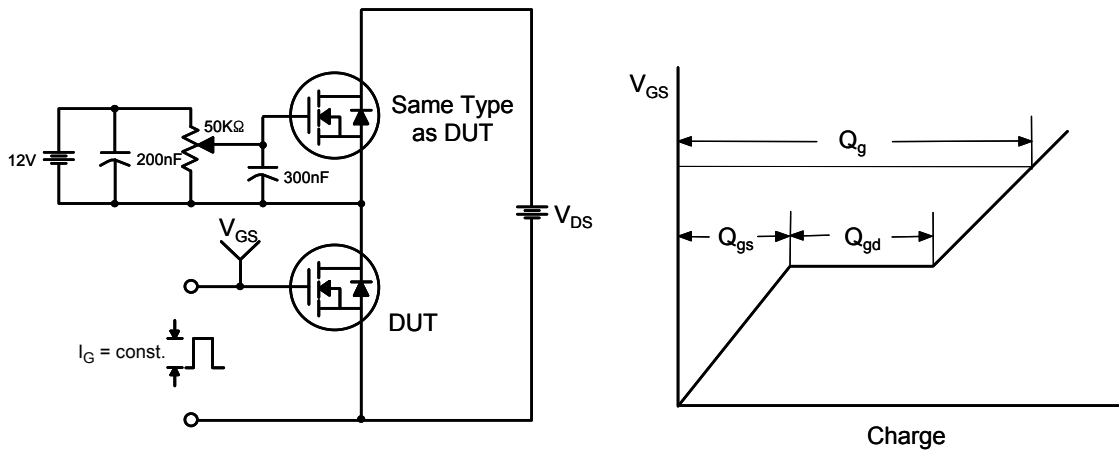 Same Type
as DUT
50KΩ
12V
200nF
300nF
V_GS
V_DS
DUT
I_G = const.
V_GS
Q_g
Q_gs
Q_gd
Charge